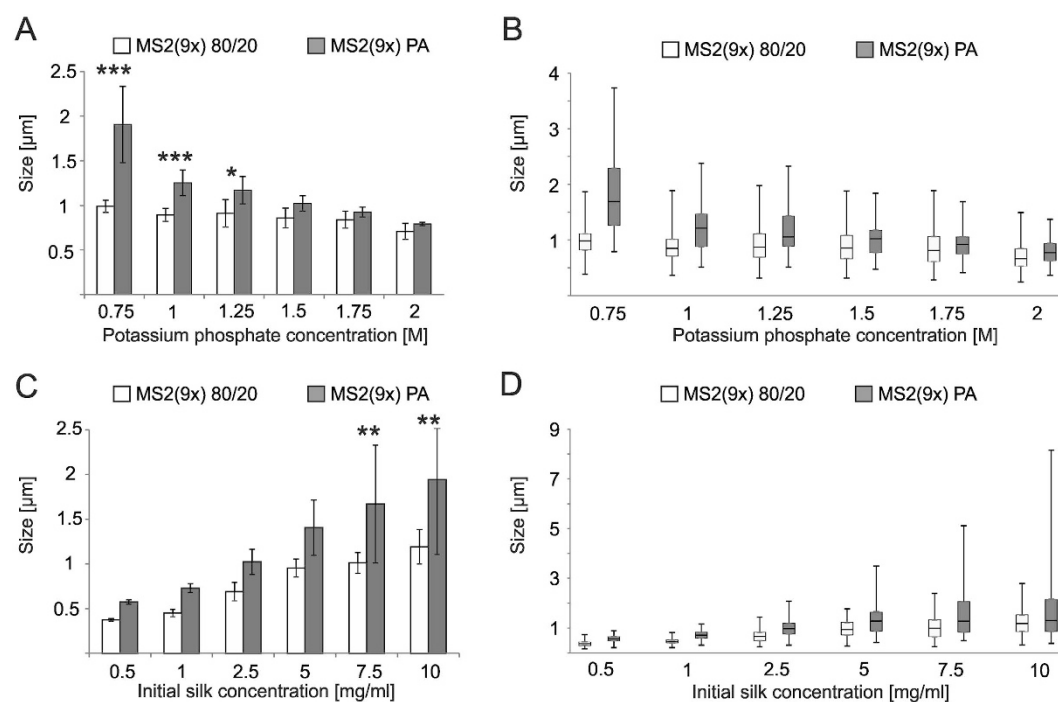 A
MS2(9x) 80/20 MS2(9x) PA
Size [µm]
2.5
2
1.5
1
0.5
***
***
*
0.75 1 1.25 1.5 1.75 2
Potassium phosphate concentration [M]
B
MS2(9x) 80/20 MS2(9x) PA
Size [µm]
4
3
2
1
0.75 1 1.25 1.5 1.75 2
Potassium phosphate concentration [M]
C
MS2(9x) 80/20 MS2(9x) PA
Size [µm]
2.5
2
1.5
1
0.5
**
**
0.5 1 2.5 5 7.5 10
Initial silk concentration [mg/ml]
D
MS2(9x) 80/20 MS2(9x) PA
Size [µm]
9
7
5
3
1
0.5 1 2.5 5 7.5 10
Initial silk concentration [mg/ml]